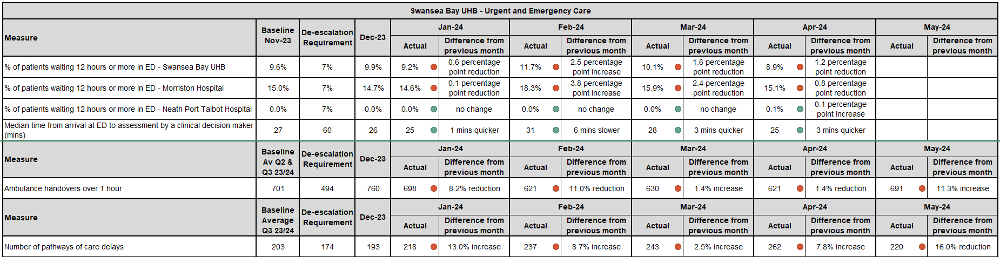 Swansea Bay UHB - Urgent and Emergency Care
Measure
Baseline
Nov-23
De-escalation
Requirement
Dec-23
Jan-24
Feb-24
Mar-24
Apr-24
May-24
Actual
Difference from
previous month
Actual
Difference from
previous month
Actual
Difference from
previous month
Actual
Difference from
previous month
Actual
Difference from
previous month
% of patients waiting 12 hours or more in ED - Swansea Bay UHB
9.6%
7%
9.9%
9.2%
0.6 percentage
point reduction
11.7%
2.5 percentage
point increase
10.1%
1.6 percentage
point reduction
8.9%
1.2 percentage
point reduction
% of patients waiting 12 hours or more in ED - Morriston Hospital
15.0%
7%
14.7%
14.6%
0.1 percentage
point reduction
18.3%
3.8 percentage
point increase
15.9%
2.4 percentage
point reduction
15.1%
0.8 percentage
point reduction
% of patients waiting 12 hours or more in ED - Neath Port Talbot Hospital
0.0%
7%
0.0%
0.0%
no change
0.0%
no change
0.0%
no change
0.1%
0.1 percentage
point increase
Median time from arrival at ED to assessment by a clinical decision maker
(mins)
27
60
26
25
1 mins quicker
31
6 mins slower
28
3 mins quicker
25
3 mins quicker
Measure
Baseline
Av Q2 &
Q3 23/24
De-escalation
Requirement
Dec-23
Jan-24
Feb-24
Mar-24
Apr-24
May-24
Actual
Difference from
previous month
Actual
Difference from
previous month
Actual
Difference from
previous month
Actual
Difference from
previous month
Actual
Difference from
previous month
Ambulance handovers over 1 hour
701
494
760
698
8.2% reduction
621
11.0% reduction
630
1.4% increase
621
1.4% reduction
691
11.3% increase
Measure
Baseline
Average
Q3 23/24
De-escalation
Requirement
Dec-23
Jan-24
Feb-24
Mar-24
Apr-24
May-24
Actual
Difference from
previous month
Actual
Difference from
previous month
Actual
Difference from
previous month
Actual
Difference from
previous month
Actual
Difference from
previous month
Number of pathways of care delays
203
174
193
218
13.0% increase
237
8.7% increase
243
2.5% increase
262
7.8% increase
220
16.0% reduction